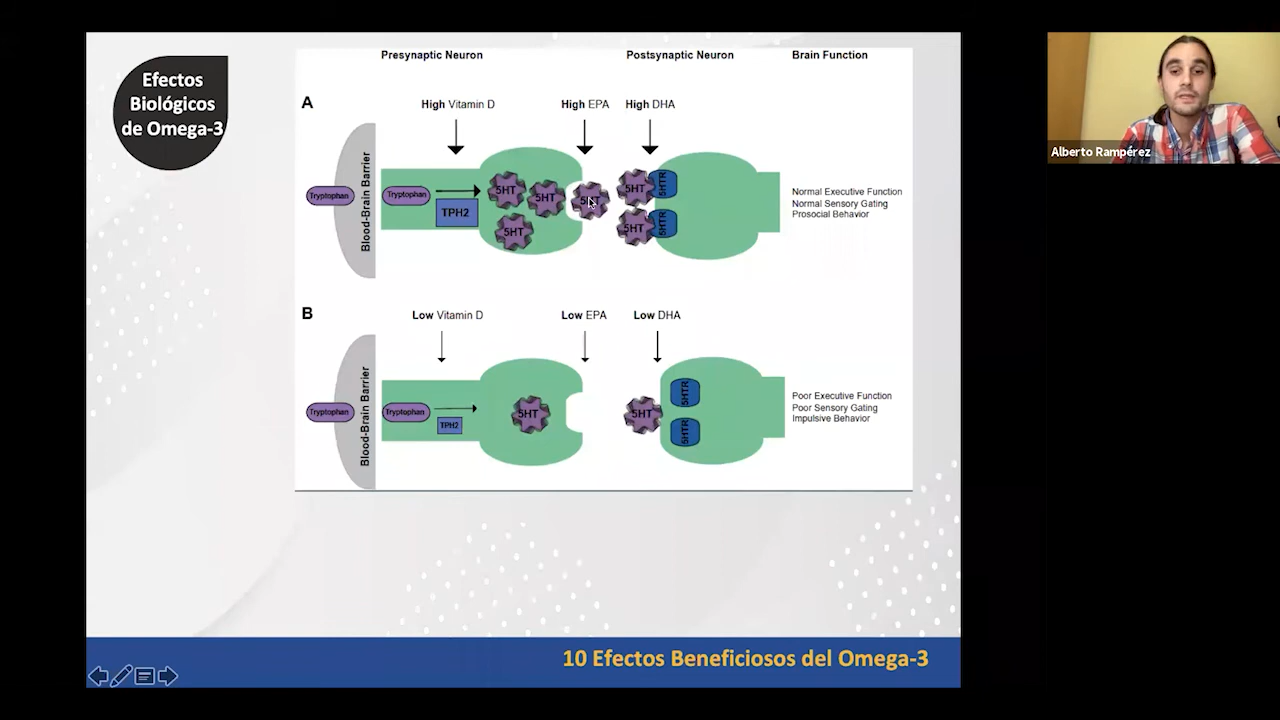 Efectos
Biológicos
de Omega-3
Presynaptic Neuron
Postsynaptic Neuron
Brain Function
A
High Vitamin D
High EPA
High DHA
Blood-Brain Barrier
Tryptophan
Tryptophan
TPH2
5HT
5HT
5HT
5HT
5HT
5HTR
5HTR
Normal Executive Function
Normal Sensory Gating
Prosocial Behavior
B
Low Vitamin D
Low EPA
Low DHA
Blood-Brain Barrier
Tryptophan
Tryptophan
TPH2
5HT
5HT
5HTR
5HTR
Poor Executive Function
Poor Sensory Gating
Impulsive Behavior
10 Efectos Beneficiosos del Omega-3
Alberto Rampérez